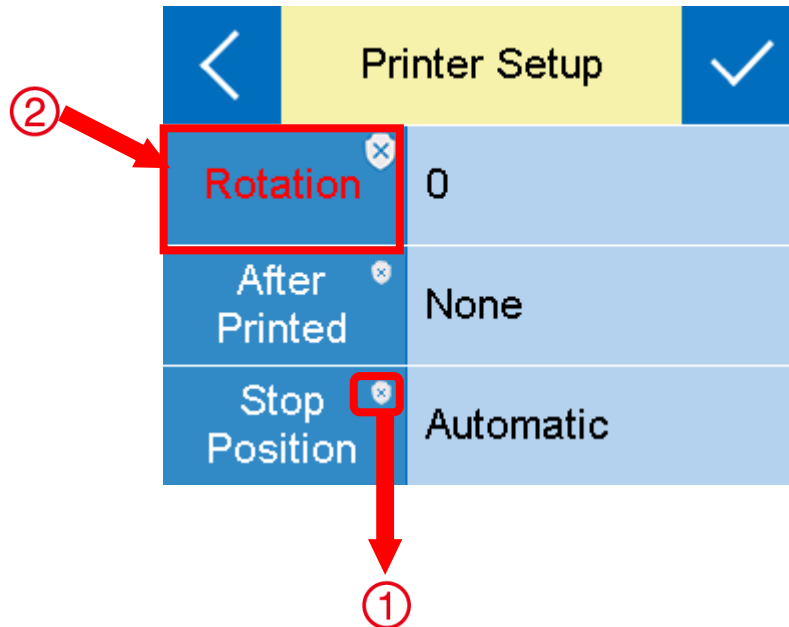 Printer Setup
②
Rotation
0
After
Printed
None
Stop
Position
Automatic
①